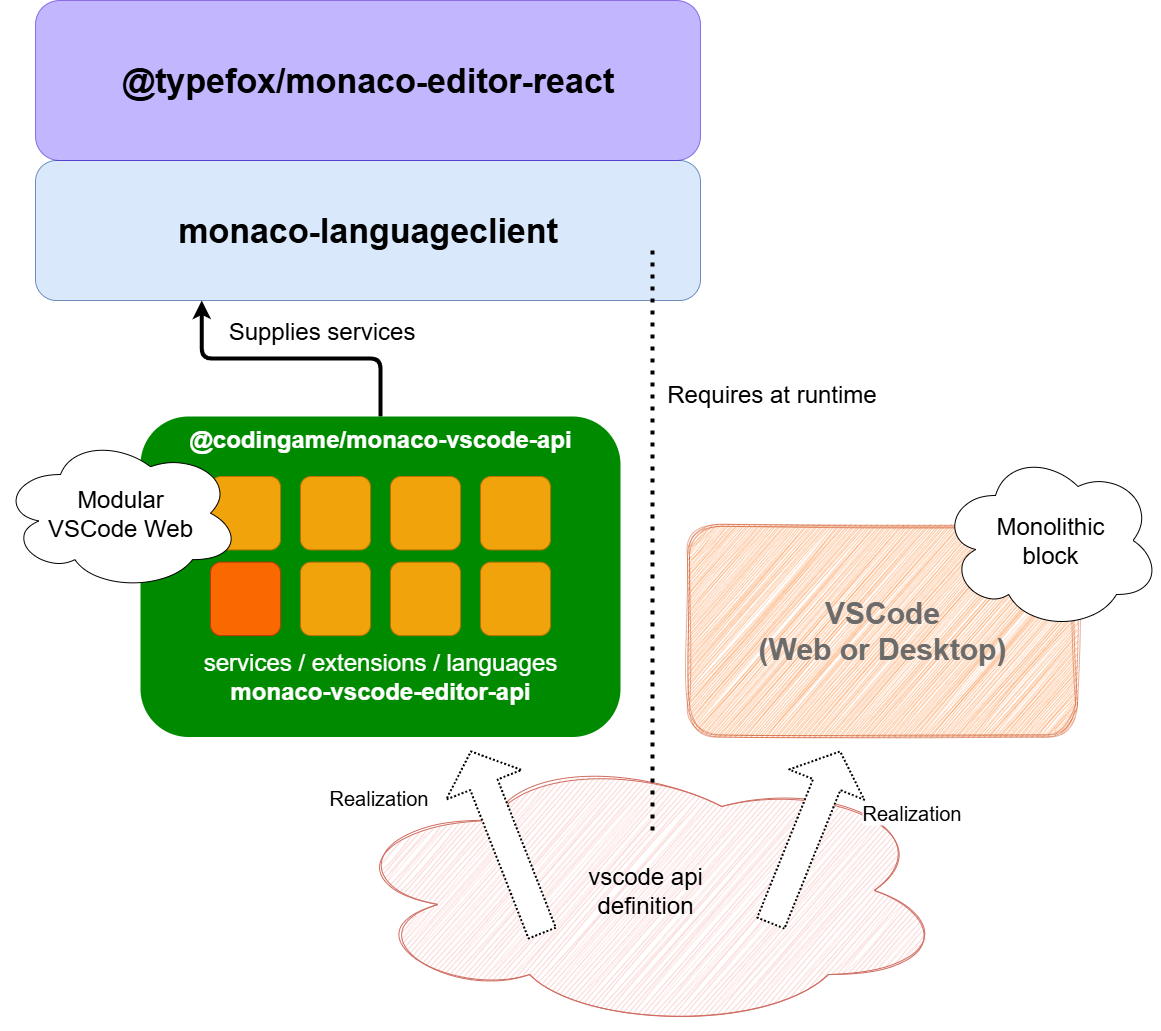 @typefox/monaco-editor-react
monaco-languageclient
Supplies services
Requires at runtime
@codingame/monaco-vscode-api
Modular
VSCode Web
services / extensions / languages
monaco-vscode-editor-api
Monolithic
block
VSCode
(Web or Desktop)
Realization
Realization
vscode api
definition